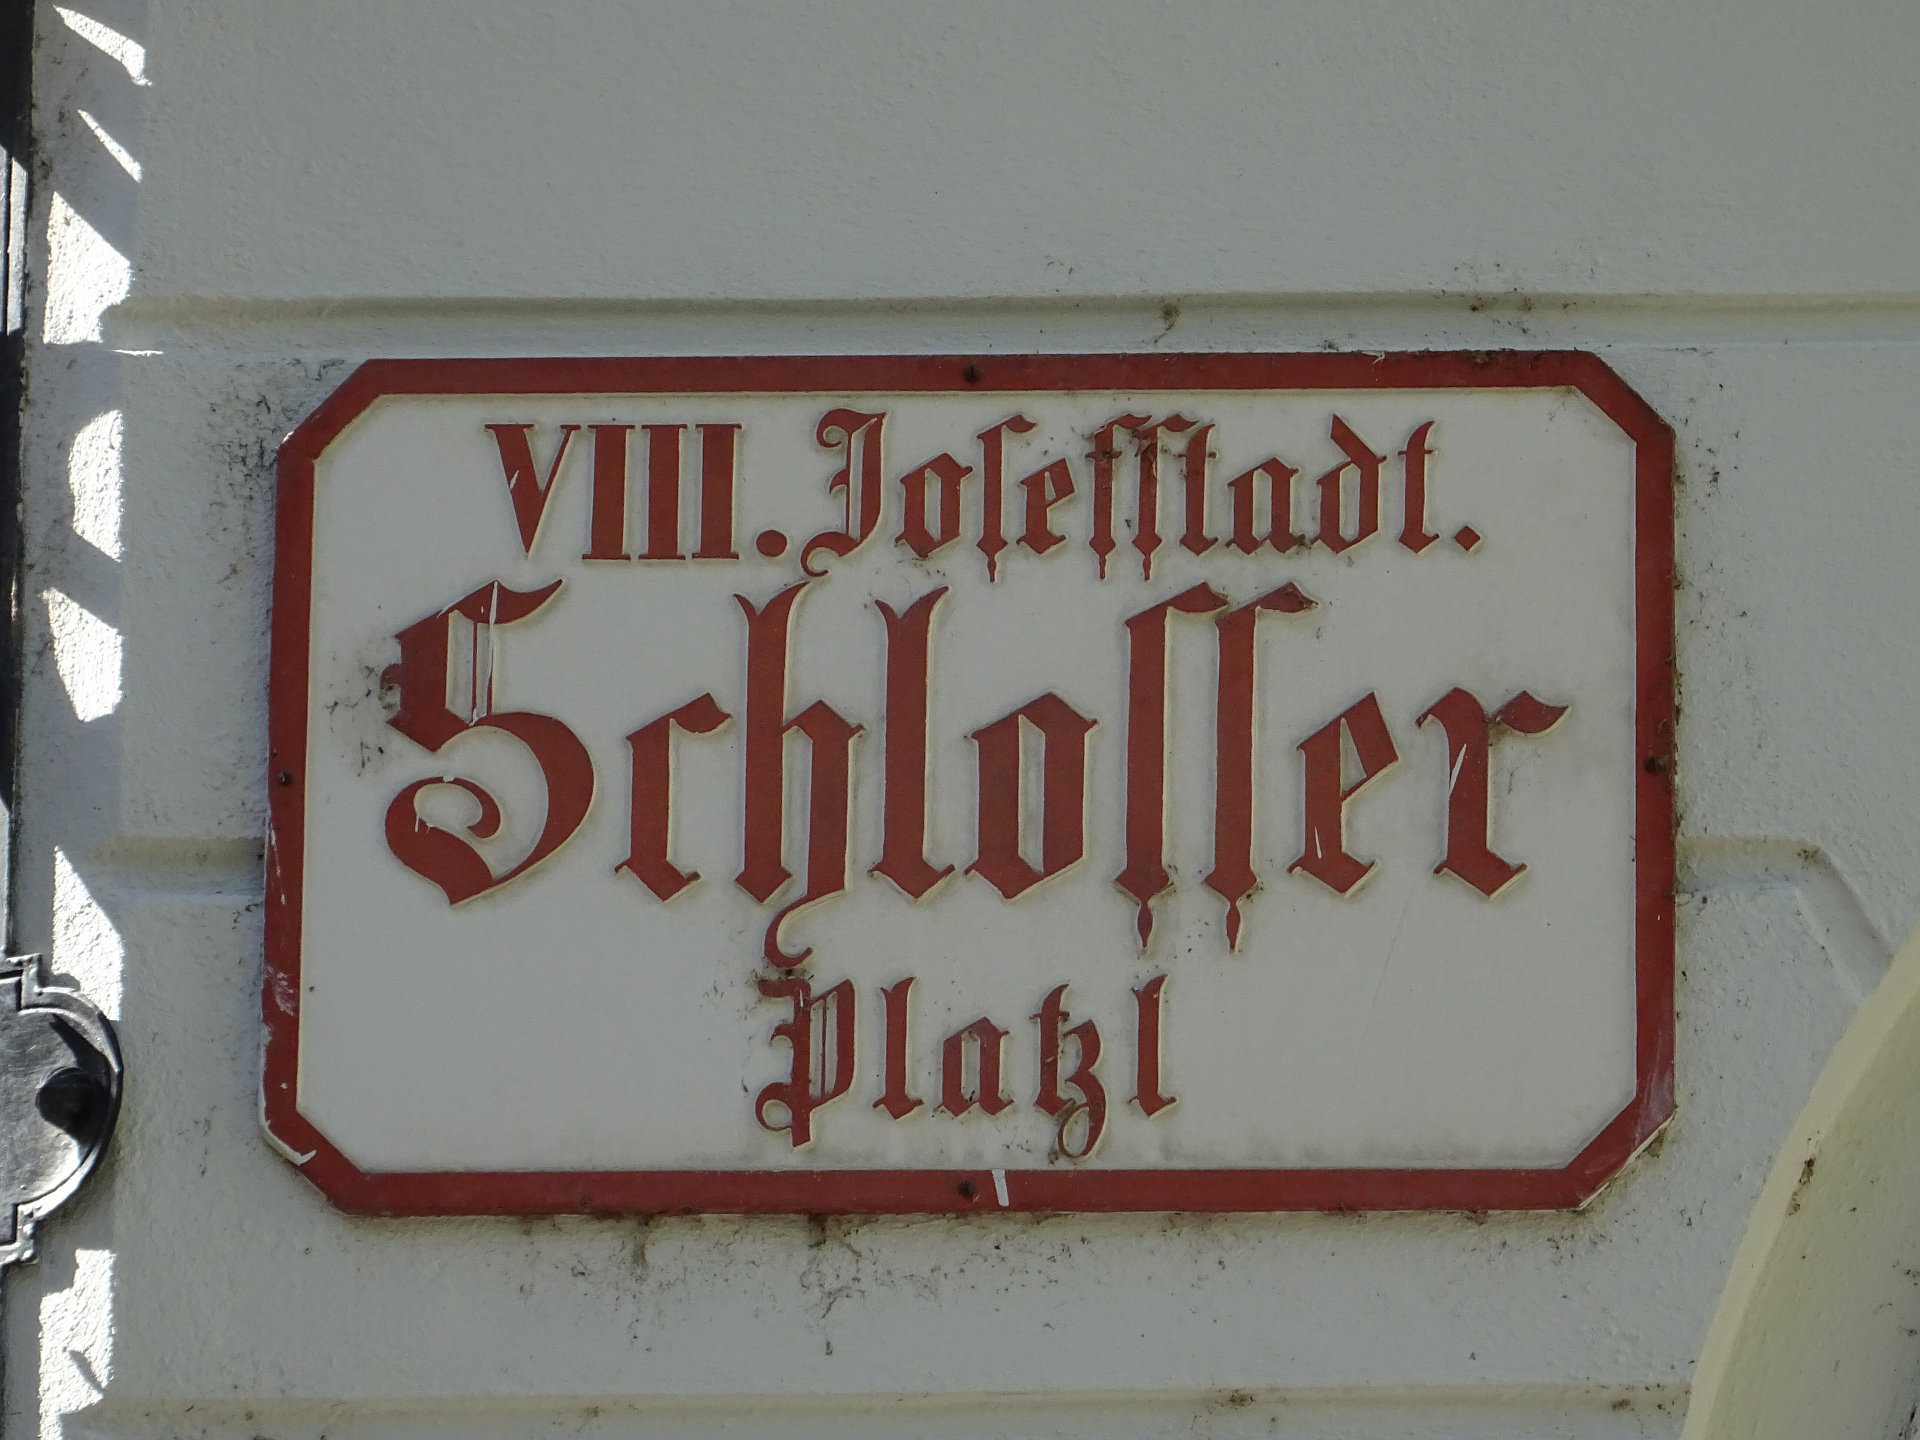 VIII. Joſefſtadt.
Schloſſer
Platzl